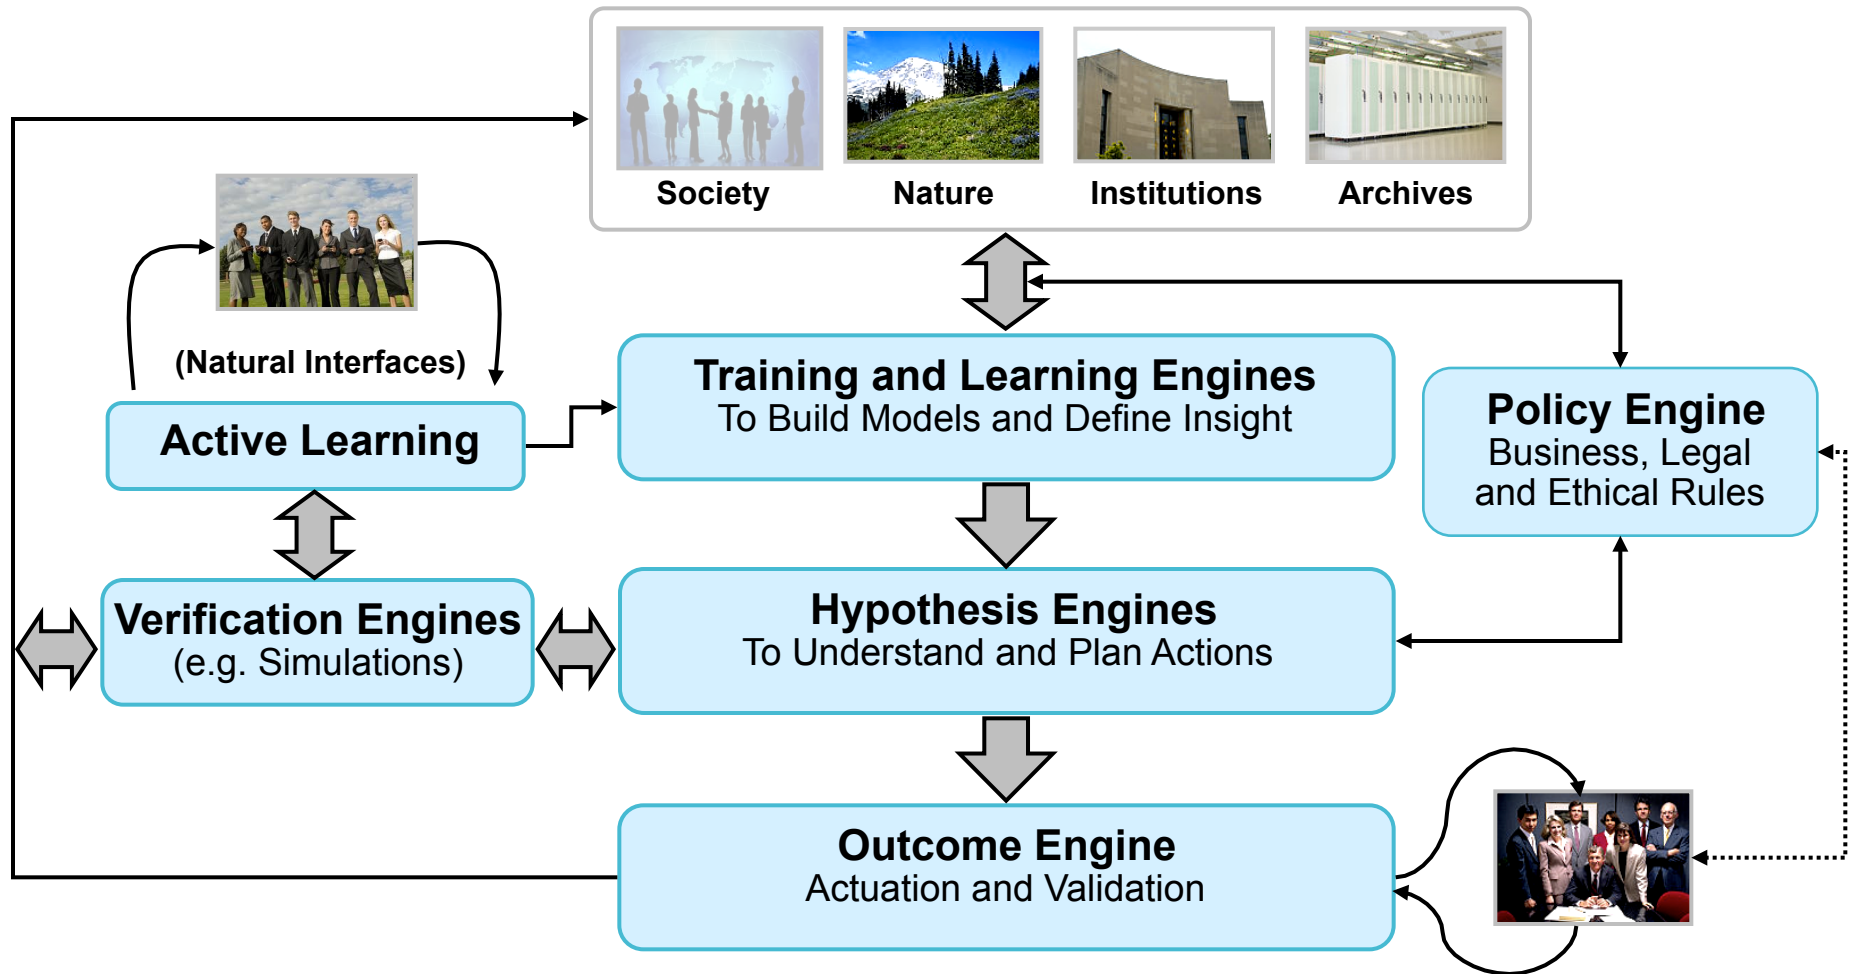 Society
Nature
Institutions
Archives
(Natural Interfaces)
Training and Learning Engines
To Build Models and Define Insight
Policy Engine
Business, Legal
and Ethical Rules
Active Learning
Verification Engines
(e.g. Simulations)
Hypothesis Engines
To Understand and Plan Actions
Outcome Engine
Actuation and Validation